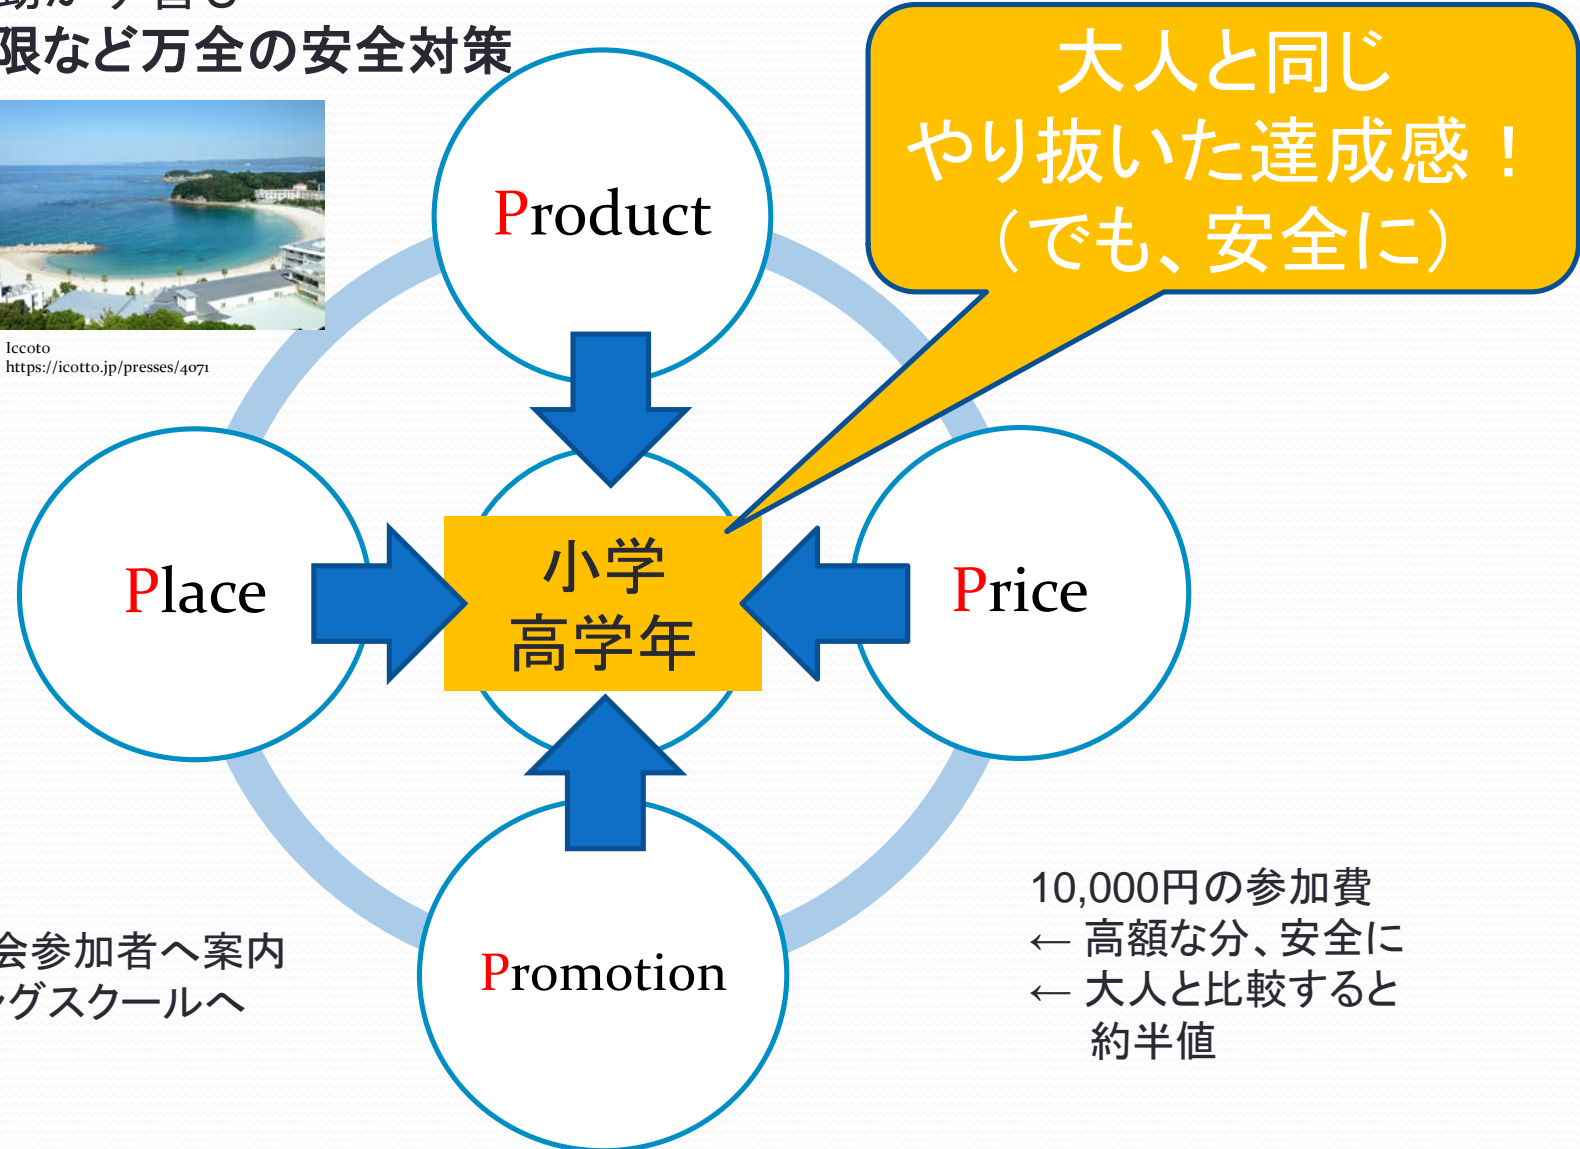 限など万全の安全対策
大人と同じ
やり抜いた達成感！
（でも、安全に）
Product
Iccoto
https://icotto.jp/presses/4071
Place
小学
高学年
Price
Promotion
会参加者へ案内
グスクールへ
10,000円の参加費
← 高額な分、安全に
← 大人と比較すると
約半値